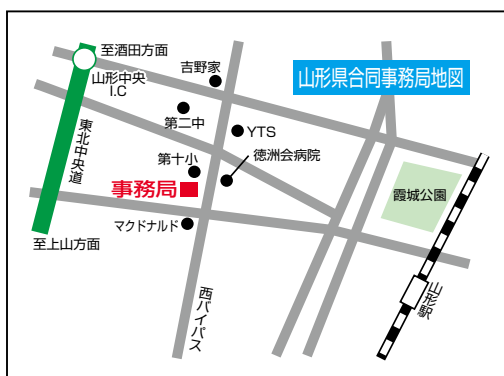 至酒田方面
吉野家
山形県合同事務局地図
山形中央
I.C
第二中
YTS
東北中央道
第十小
徳洲会病院
事務局
霞城公園
マクドナルド
至上山方面
西バイパス
山形駅